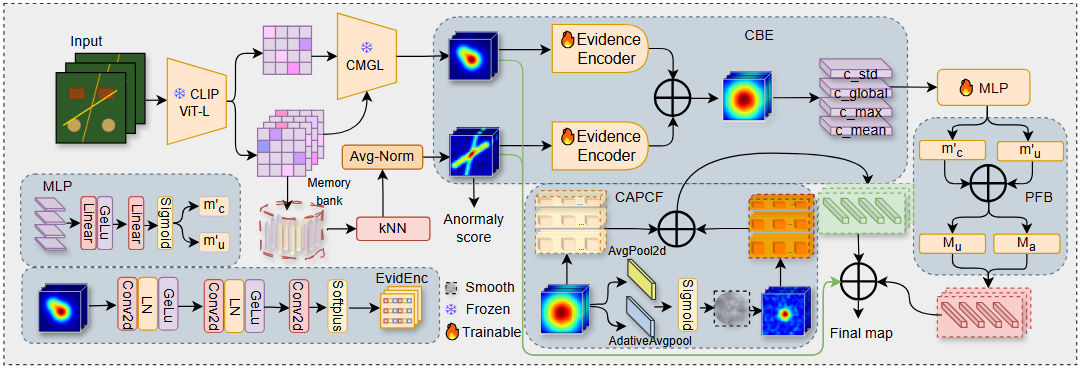 Input
CLIP
ViT-L
CMGL
Avg-Norm
Memory
bank
kNN
Anormaly
score
Evidence
Encoder
Evidence
Encoder
CBE
c_std
c_global
c_max
c_mean
MLP
m'c
m'u
PFB
Mu
Ma
MLP
Linear
GeLu
Linear
Sigmoid
m'c
m'u
EvidEnc
Conv2d
LN
GeLu
Conv2d
LN
GeLu
Conv2d
Softplus
Smooth
Frozen
Trainable
CAPCF
...
...
...
...
...
...
AvgPool2d
AdativeAvgpool
Sigmoid
Final map